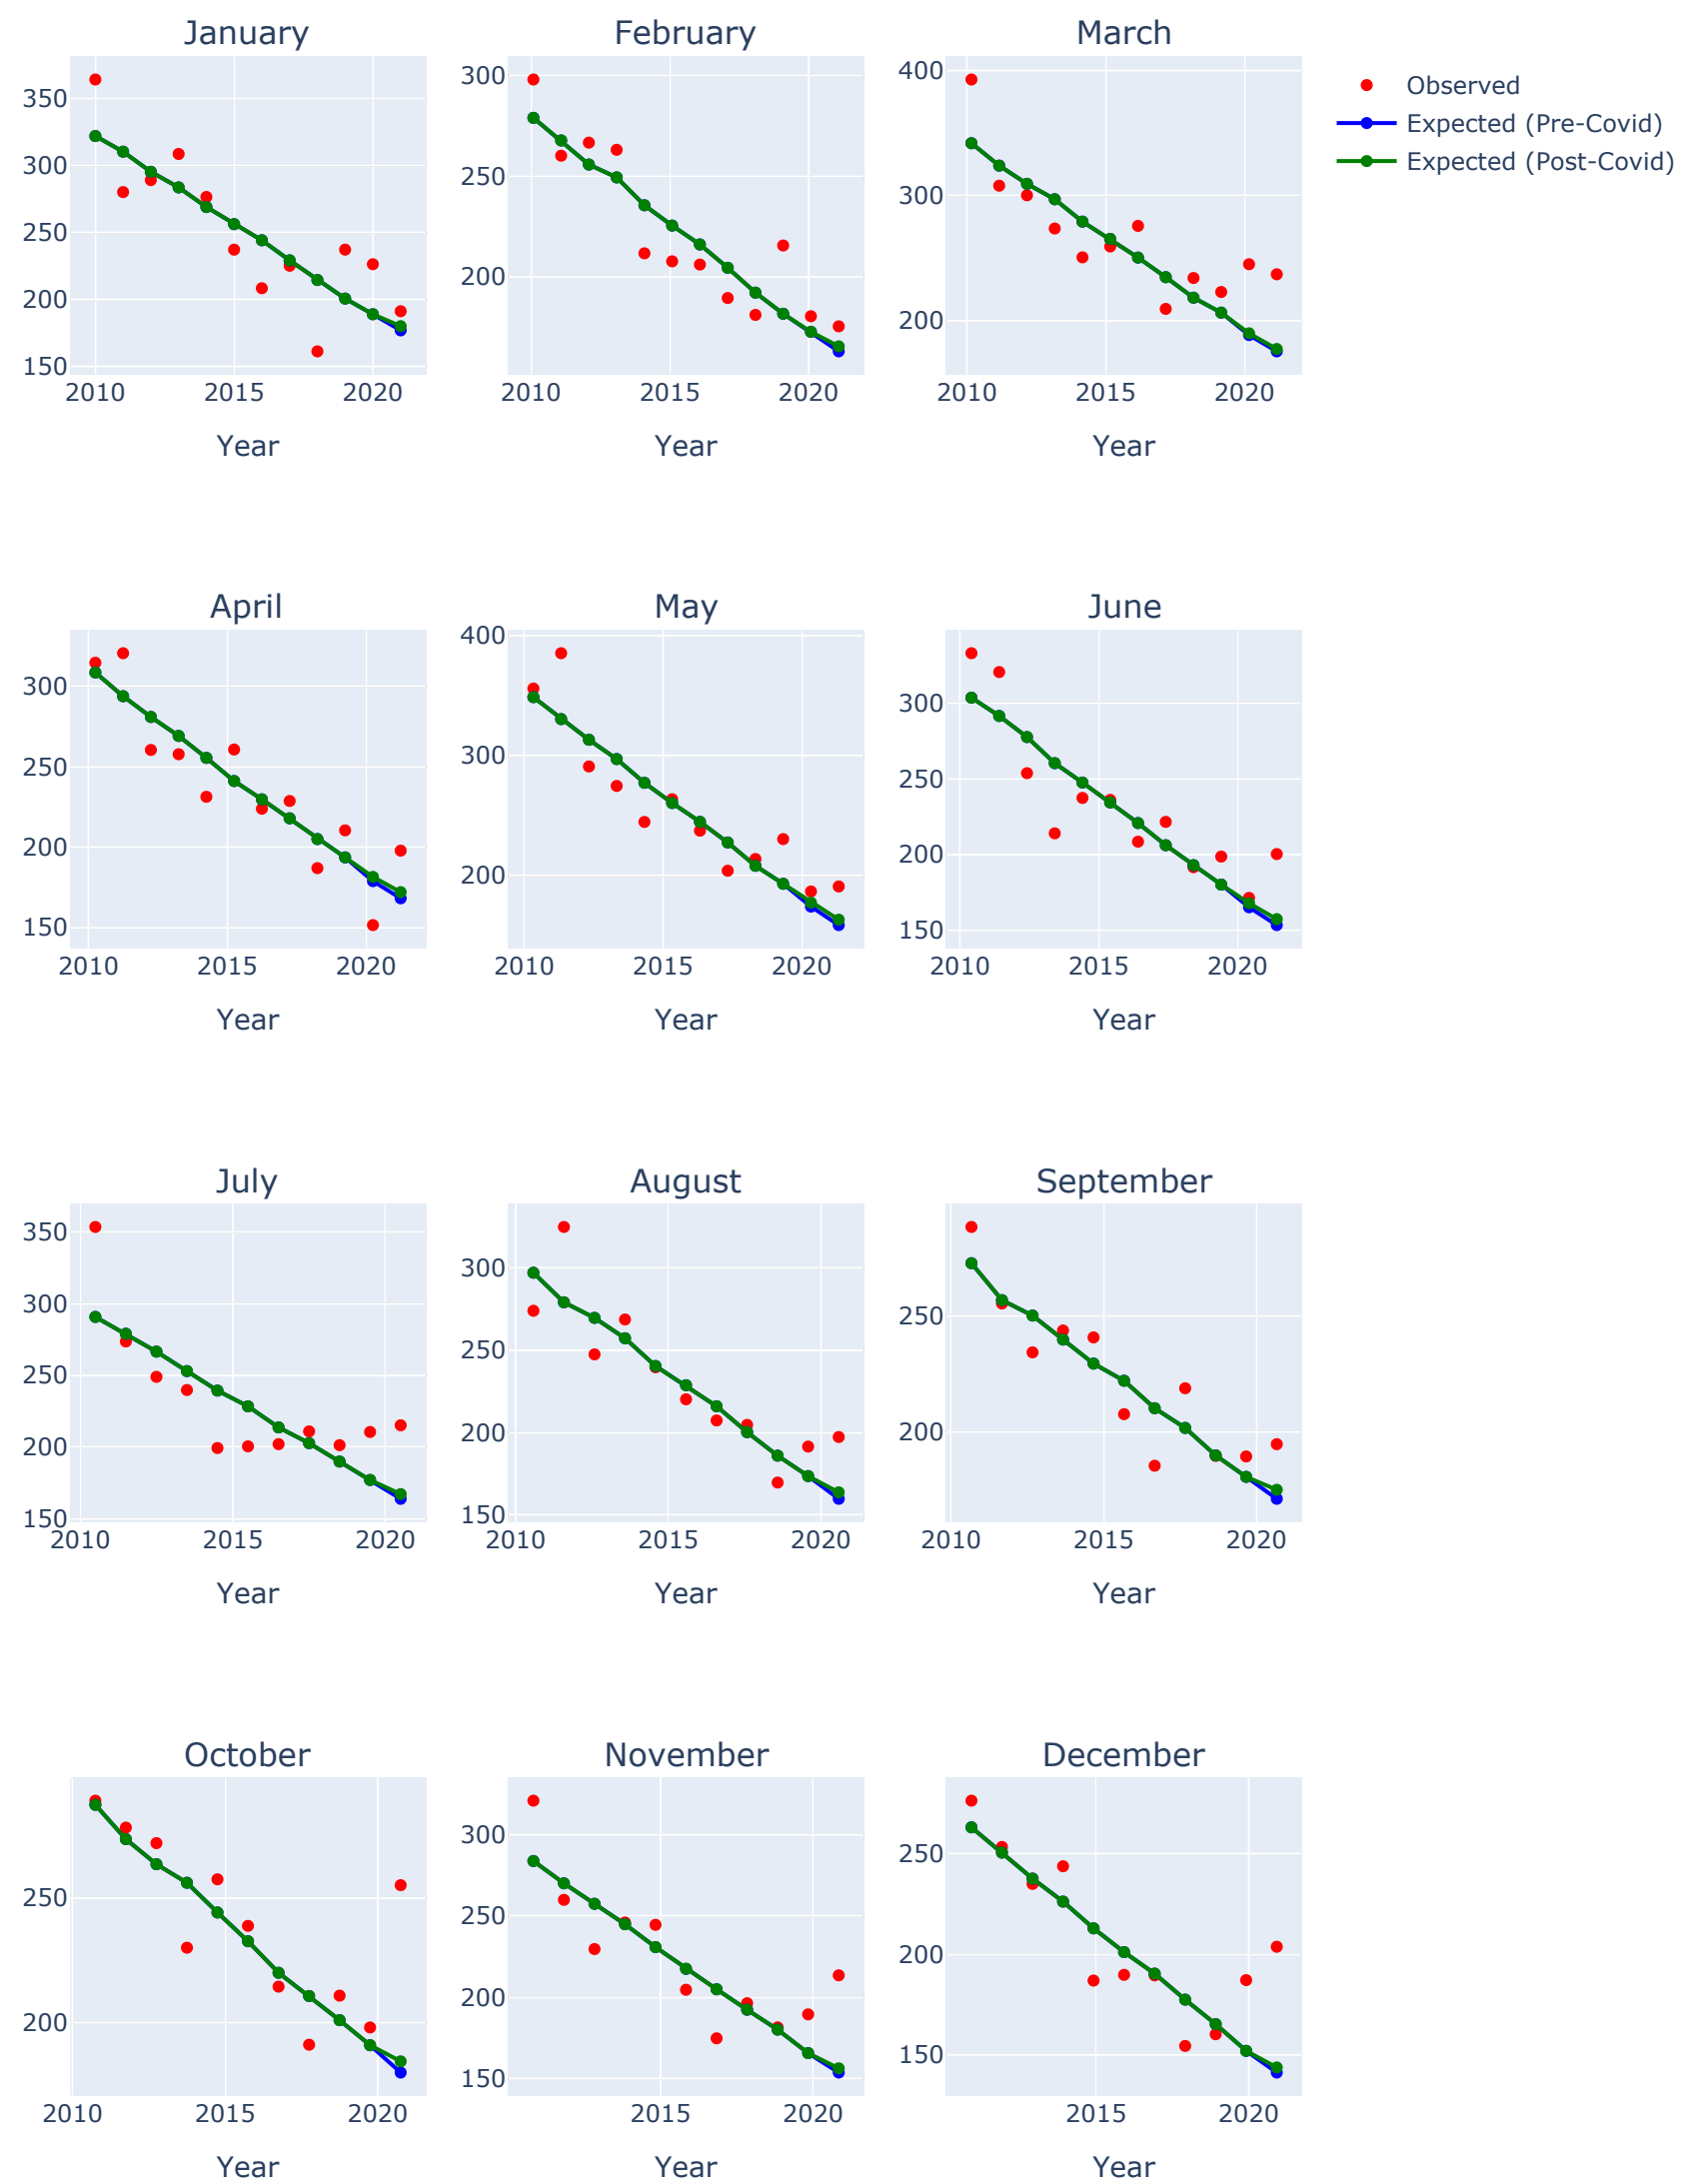 January
February
March
350
300
250
200
150
2010
2015
2020
Year
300
250
200
2010
2015
2020
Year
400
300
200
2010
2015
2020
Year
Observed
Expected (Pre-Covid)
Expected (Post-Covid)
April
May
June
300
250
200
150
2010
2015
2020
Year
400
300
200
2010
2015
2020
Year
300
250
200
150
2010
2015
2020
Year
July
August
September
350
300
250
200
150
2010
2015
2020
Year
300
250
200
150
2010
2015
2020
Year
250
200
2010
2015
2020
Year
October
November
December
250
200
2010
2015
2020
Year
300
250
200
150
2015
2020
Year
250
200
150
2015
2020
Year